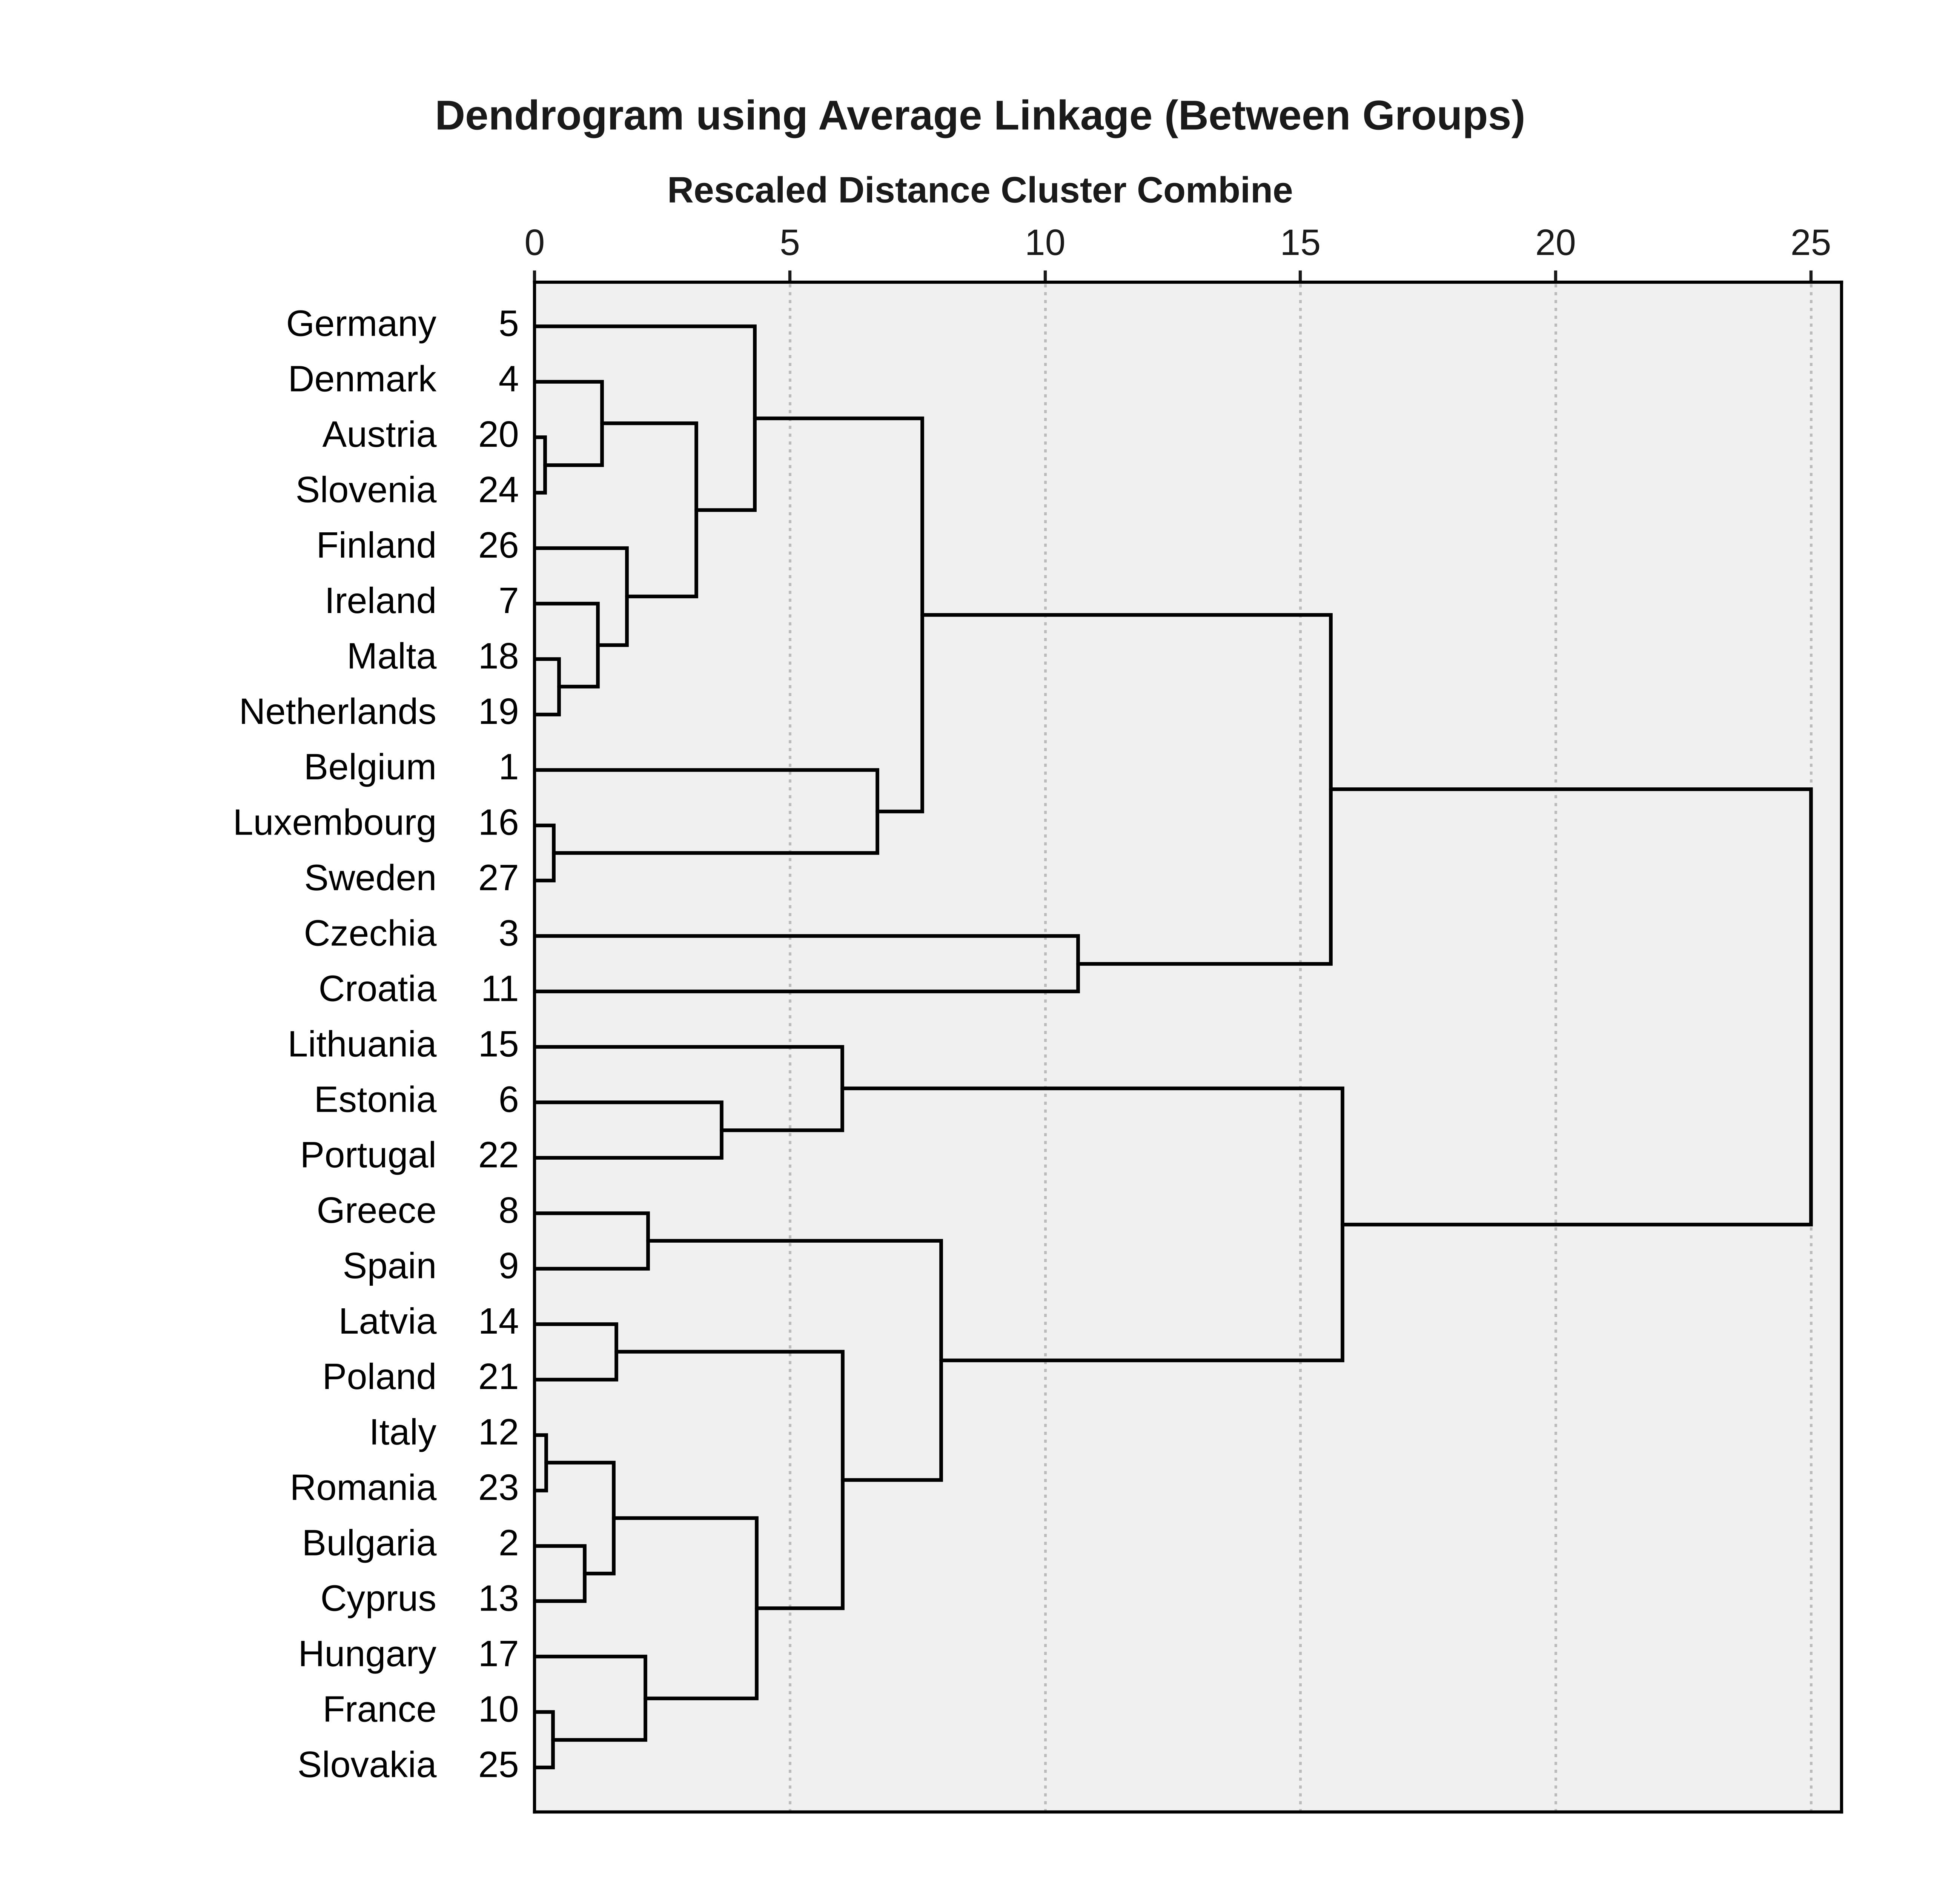 Dendrogram using Average Linkage (Between Groups)
Rescaled Distance Cluster Combine
0 5 10 15 20 25
Germany 5
Denmark 4
Austria 20
Slovenia 24
Finland 26
Ireland 7
Malta 18
Netherlands 19
Belgium 1
Luxembourg 16
Sweden 27
Czechia 3
Croatia 11
Lithuania 15
Estonia 6
Portugal 22
Greece 8
Spain 9
Latvia 14
Poland 21
Italy 12
Romania 23
Bulgaria 2
Cyprus 13
Hungary 17
France 10
Slovakia 25